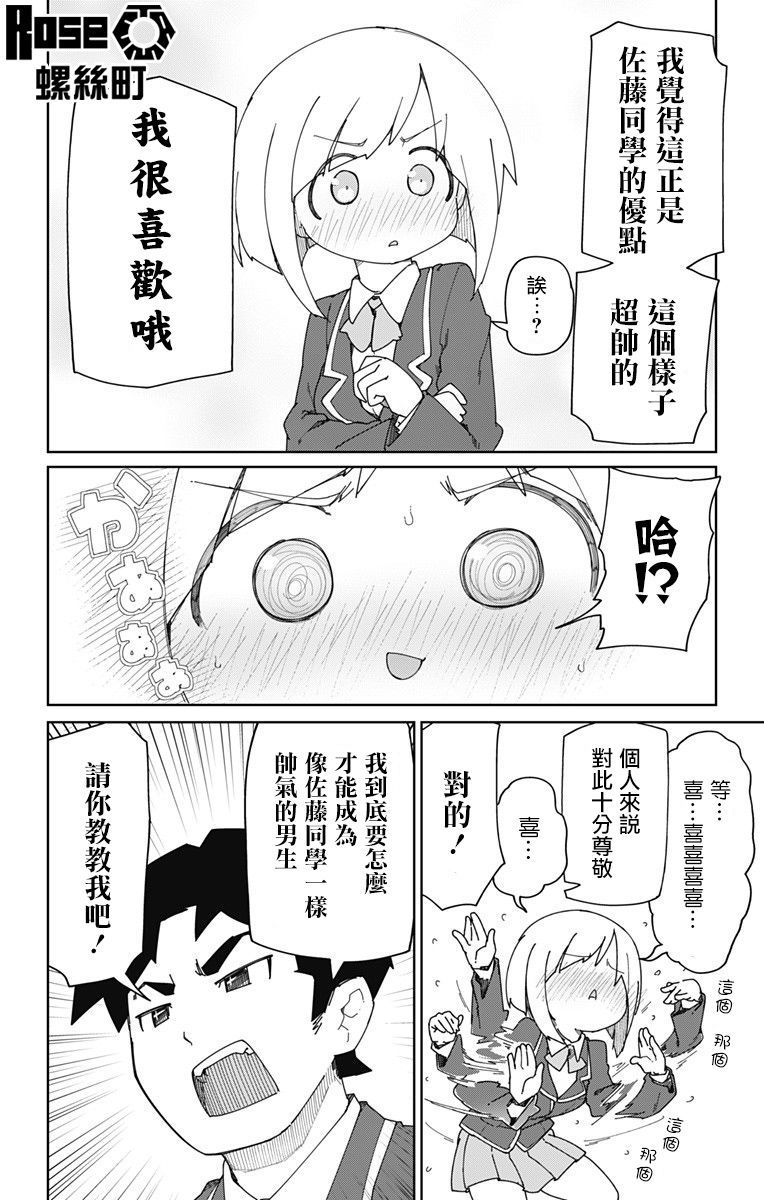 Rose
螺絲町
我覺得這正是
佐藤同學的優點
這個樣子
超帥的
誒…?
我很喜歡哦
哈!?
かぁぁぁぁ
等…
喜…喜喜喜喜…
個人來說
對此十分尊敬
喜…
對的!
這個
那個
這個
那個
我到底要怎麼
才能成為
像佐藤同學一樣
帥氣的男生
請你教教我吧!